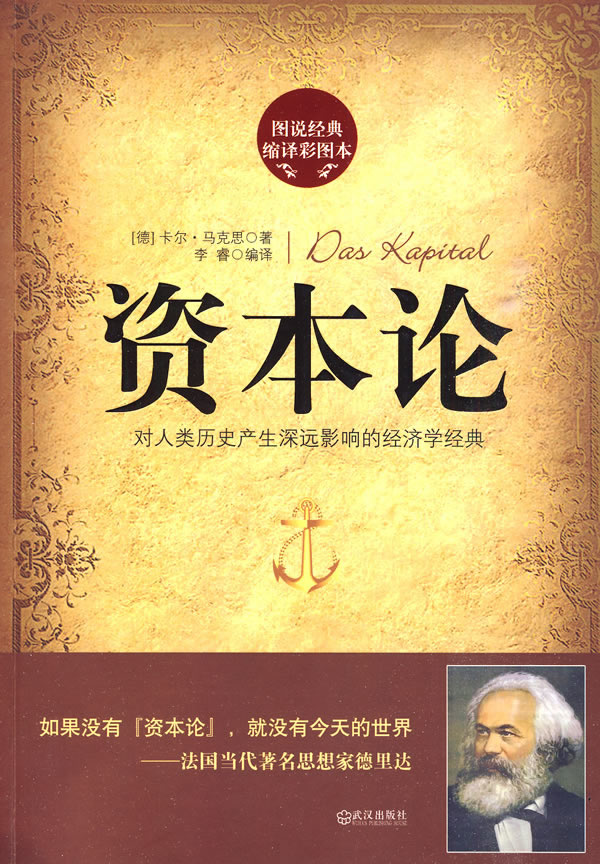 图说经典
缩译彩图本
[德]卡尔·马克思◎著
李 睿◎编译
Das Kapital
资本论
对人类历史产生深远影响的经济学经典
如果没有『资本论』，就没有今天的世界
——法国当代著名思想家德里达
武汉出版社
WUHAN PUBLISHING HOUSE